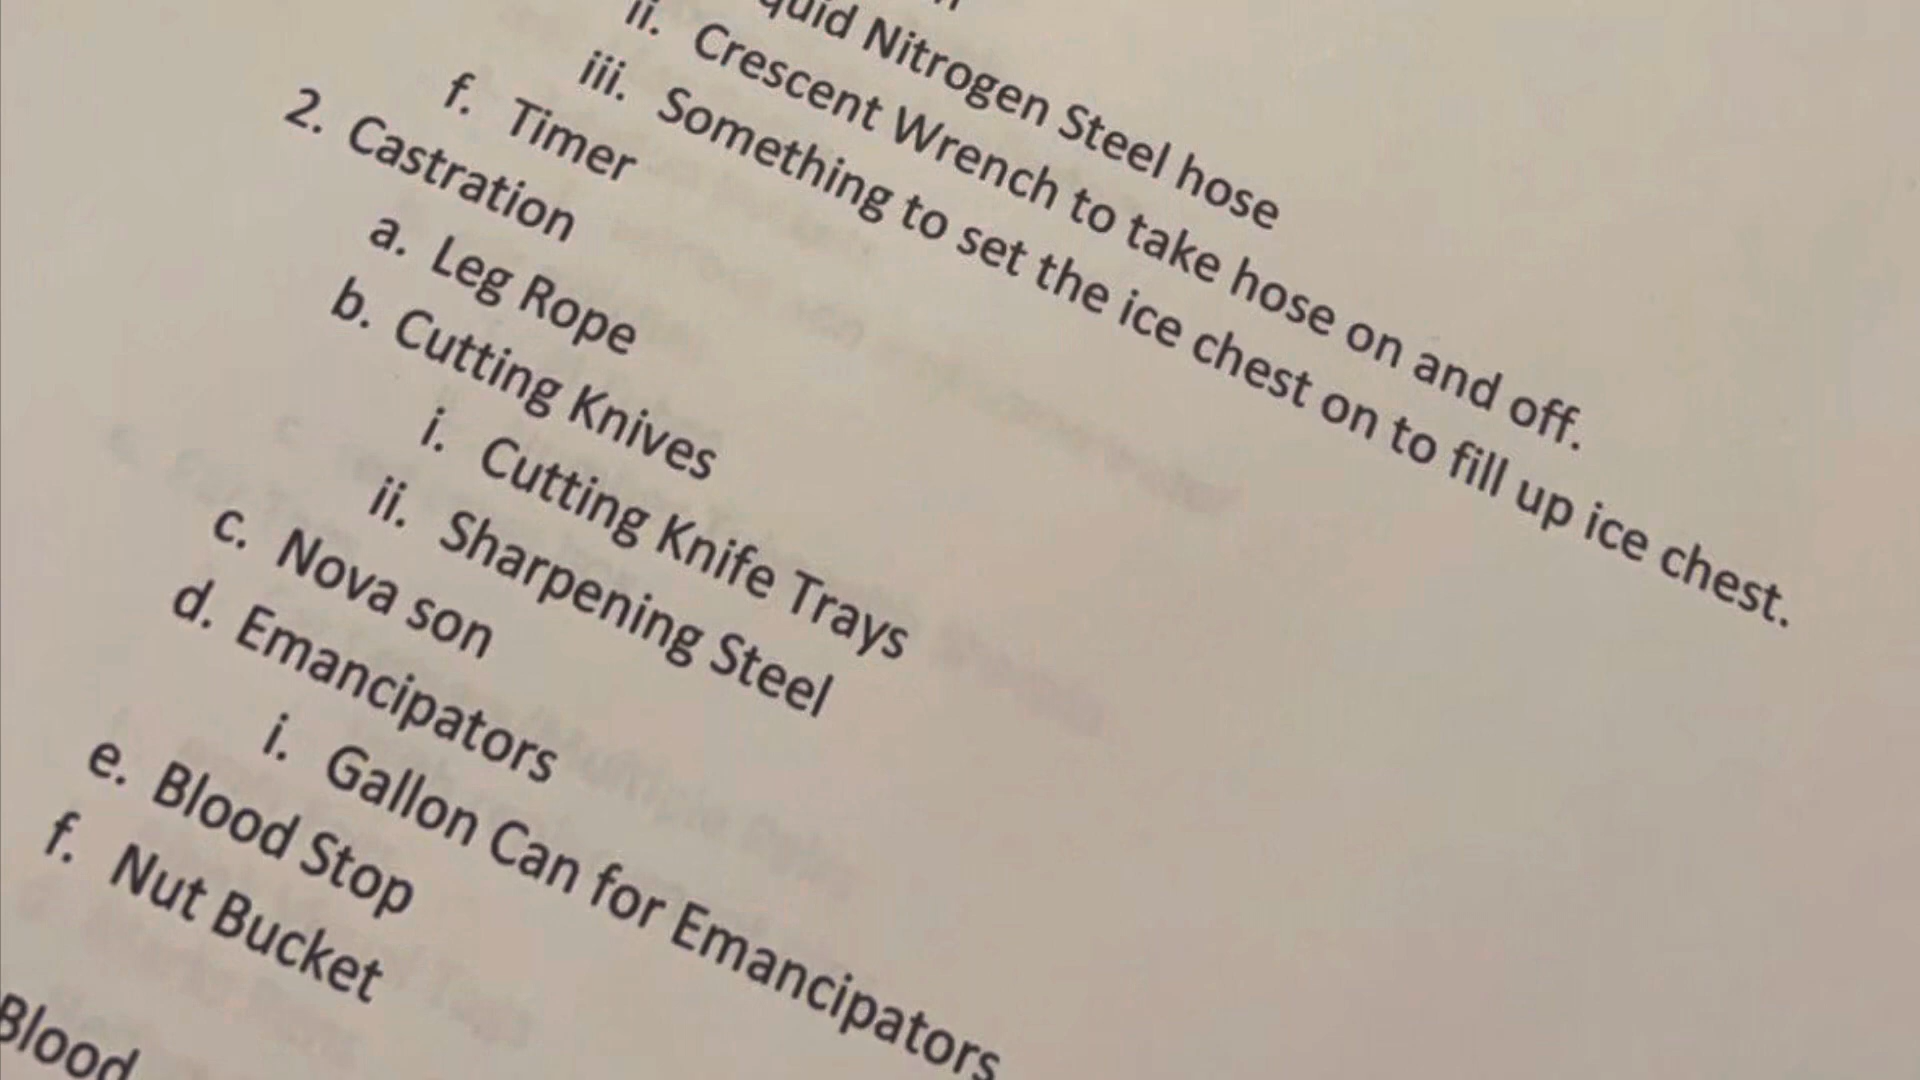 Nitrogen Steel hose
ii. Crescent Wrench to take hose on and off.
iii. Something to set the ice chest on to fill up ice chest.
f. Timer
2. Castration
a. Leg Rope
b. Cutting Knives
i. Cutting Knife Trays
ii. Sharpening Steel
c. Nova son
d. Emancipators
i. Gallon Can for Emancipators
e. Blood Stop
f. Nut Bucket
Blood